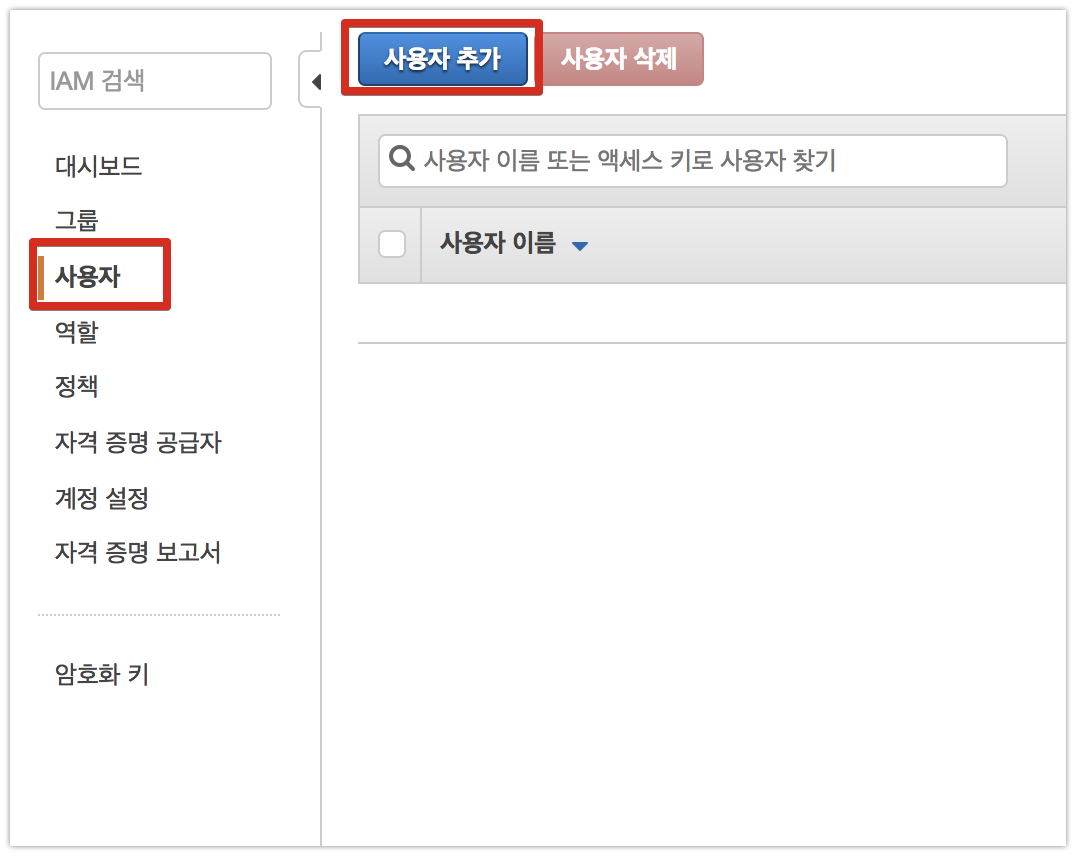 IAM 검색
대시보드
그룹
사용자
역할
정책
자격 증명 공급자
계정 설정
자격 증명 보고서
암호화 키
사용자 추가
사용자 삭제
사용자 이름 또는 액세스 키로 사용자 찾기
사용자 이름